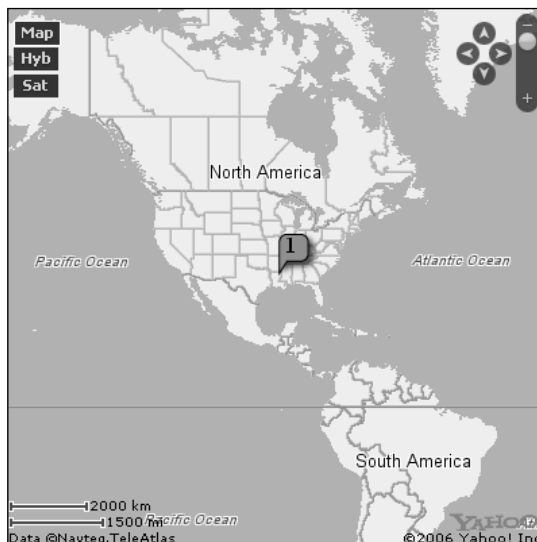 Map
Hyb
Sat
−
+
North America
1
Pacific Ocean
Atlantic Ocean
South America
2000 km
1500 mi
Pacific Ocean
YAHOO
Data ©Navteq,TeleAtlas
©2006 Yahoo! Inc